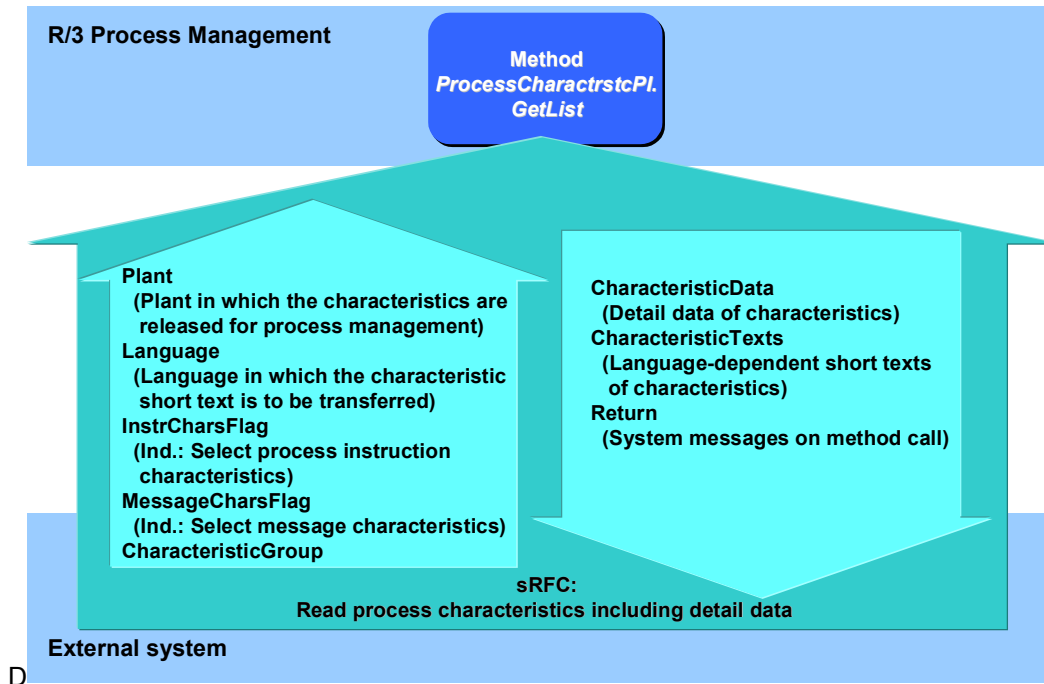 R/3 Process Management
Method
ProcessCharactrstcPI.
GetList
Plant
(Plant in which the characteristics are
released for process management)
Language
(Language in which the characteristic
short text is to be transferred)
InstrCharsFlag
(Ind.: Select process instruction
characteristics)
MessageCharsFlag
(Ind.: Select message characteristics)
CharacteristicGroup
CharacteristicData
(Detail data of characteristics)
CharacteristicTexts
(Language-dependent short texts
of characteristics)
Return
(System messages on method call)
sRFC:
Read process characteristics including detail data
External system
D